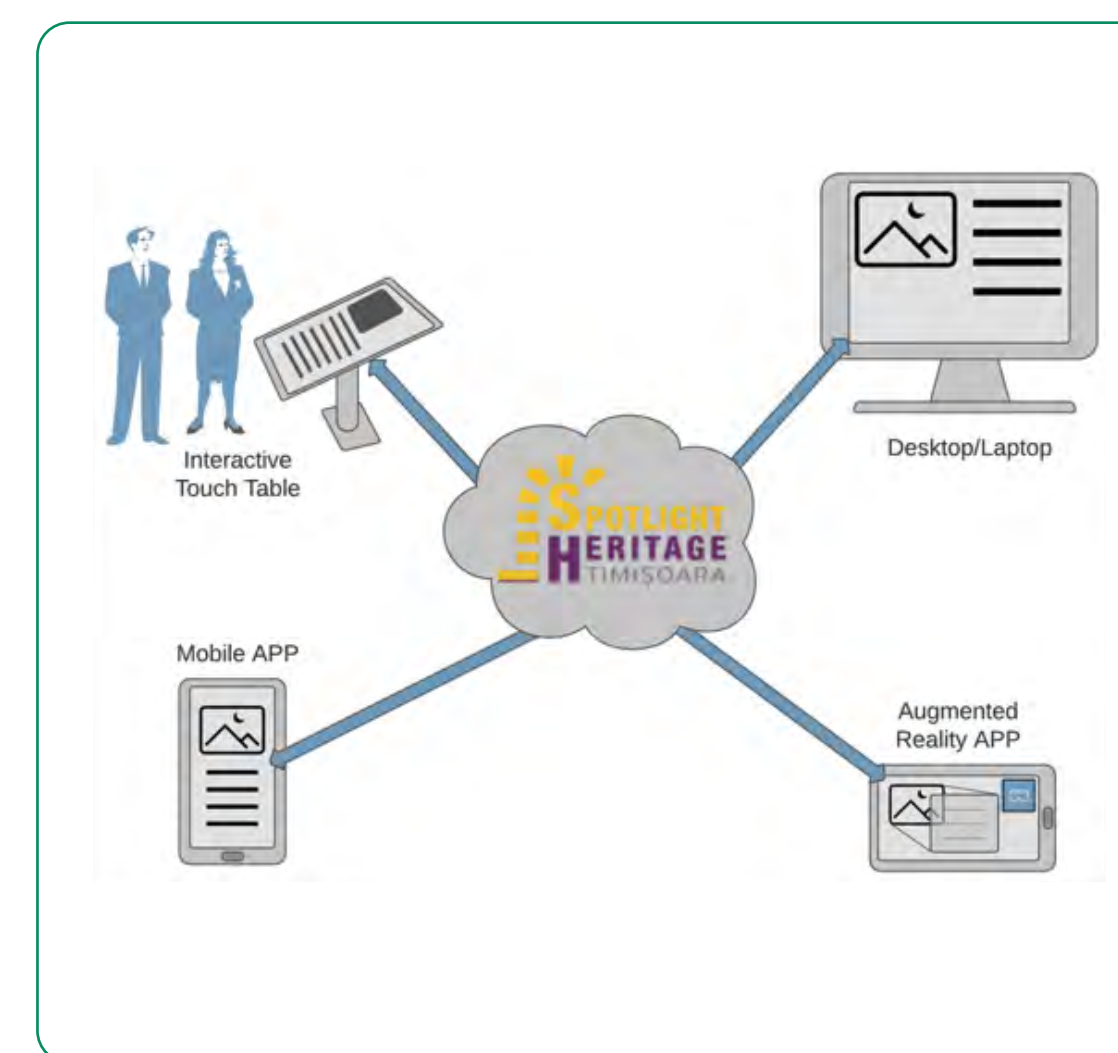 Interactive
Touch Table
Desktop/Laptop
SPOTLIGHT
HERITAGE
TIMIȘOARA
Mobile APP
Augmented
Reality APP